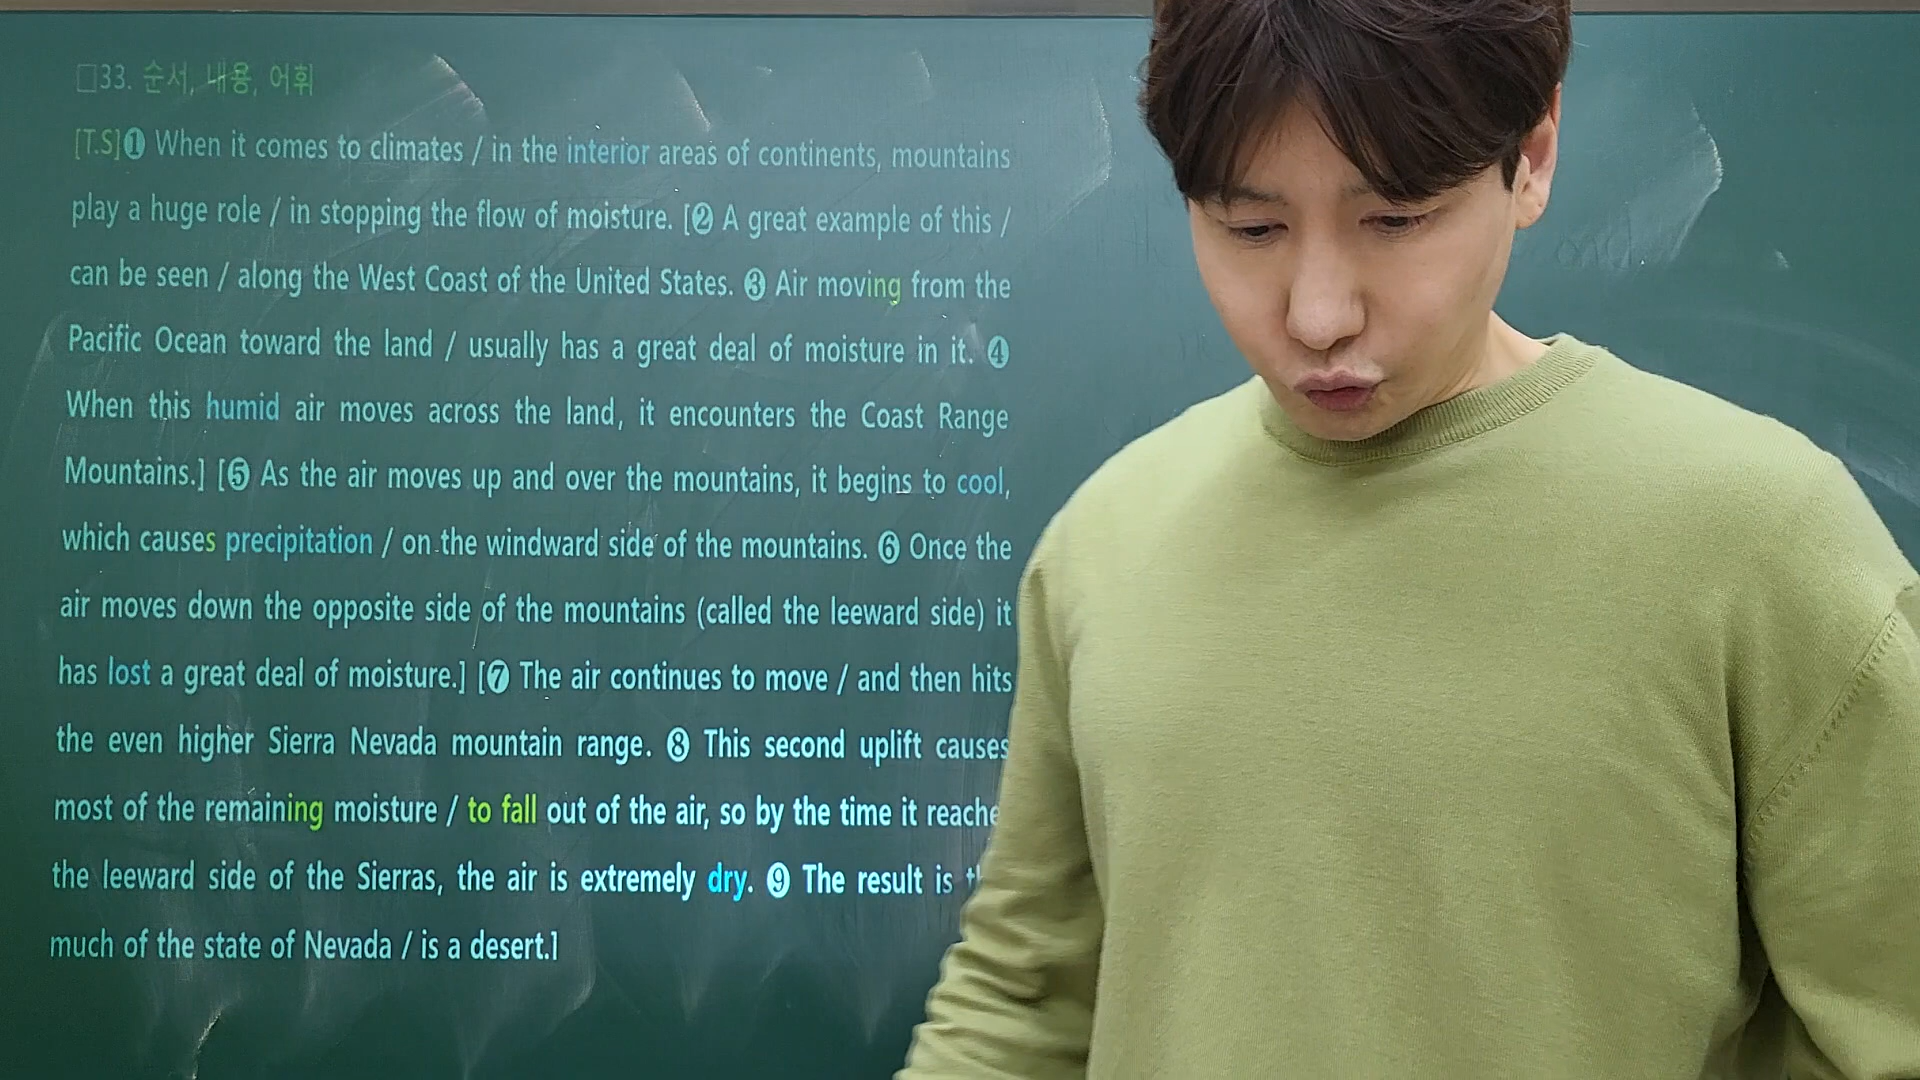 □33. 순서, 내용, 어휘
[T.S]❶ When it comes to climates / in the interior areas of continents, mountains
play a huge role / in stopping the flow of moisture. [❷ A great example of this /
can be seen / along the West Coast of the United States. ❸ Air moving from the
Pacific Ocean toward the land / usually has a great deal of moisture in it. ❹
When this humid air moves across the land, it encounters the Coast Range
Mountains.] [❺ As the air moves up and over the mountains, it begins to cool,
which causes precipitation / on the windward side of the mountains. ❻ Once the
air moves down the opposite side of the mountains (called the leeward side) it
has lost a great deal of moisture.] [❼ The air continues to move / and then hits
the even higher Sierra Nevada mountain range. ❽ This second uplift causes
most of the remaining moisture / to fall out of the air, so by the time it reache
the leeward side of the Sierras, the air is extremely dry. ❾ The result is
much of the state of Nevada / is a desert.]